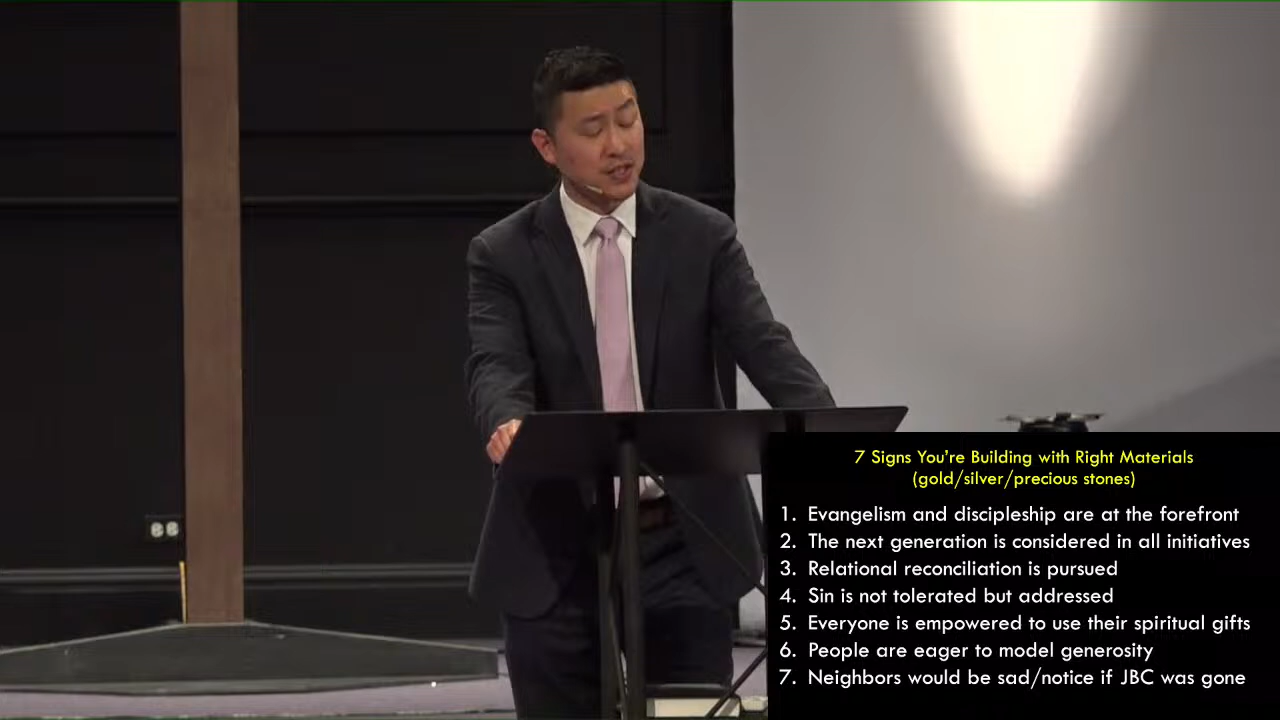 7 Signs You're Building with Right Materials
(gold/silver/precious stones)
1. Evangelism and discipleship are at the forefront
2. The next generation is considered in all initiatives
3. Relational reconciliation is pursued
4. Sin is not tolerated but addressed
5. Everyone is empowered to use their spiritual gifts
6. People are eager to model generosity
7. Neighbors would be sad/notice if JBC was gone